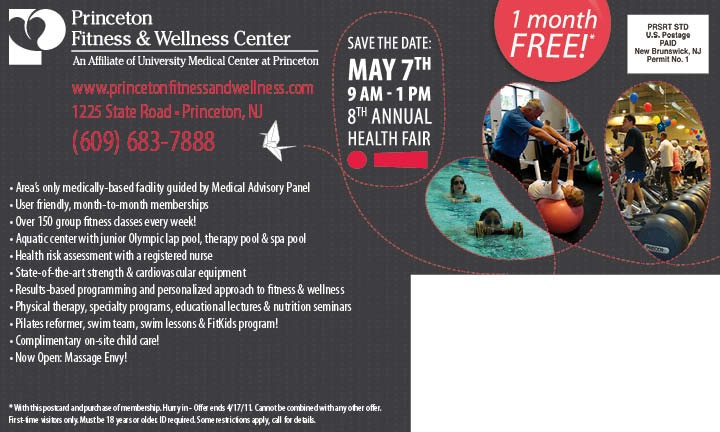 Princeton
Fitness & Wellness Center
An Affiliate of University Medical Center at Princeton
www.princetonfitnessandwellness.com
1225 State Road • Princeton, NJ
(609) 683-7888
SAVE THE DATE:
MAY 7TH
9 AM - 1 PM
8TH ANNUAL
HEALTH FAIR
1 month
FREE!*
PRSRT STD
U.S. Postage
PAID
New Brunswick, NJ
Permit No. 1
• Area's only medically-based facility guided by Medical Advisory Panel
• User friendly, month-to-month memberships
• Over 150 group fitness classes every week!
• Aquatic center with junior Olympic lap pool, therapy pool & spa pool
• Health risk assessment with a registered nurse
• State-of-the-art strength & cardiovascular equipment
• Results-based programming and personalized approach to fitness & wellness
• Physical therapy, specialty programs, educational lectures & nutrition seminars
• Pilates reformer, swim team, swim lessons & FitKids program!
• Complimentary on-site child care!
• Now Open: Massage Envy!
* With this postcard and purchase of membership. Hurry in - Offer ends 4/17/11. Cannot be combined with any other offer.
First-time visitors only. Must be 18 years or older. ID required. Some restrictions apply, call for details.